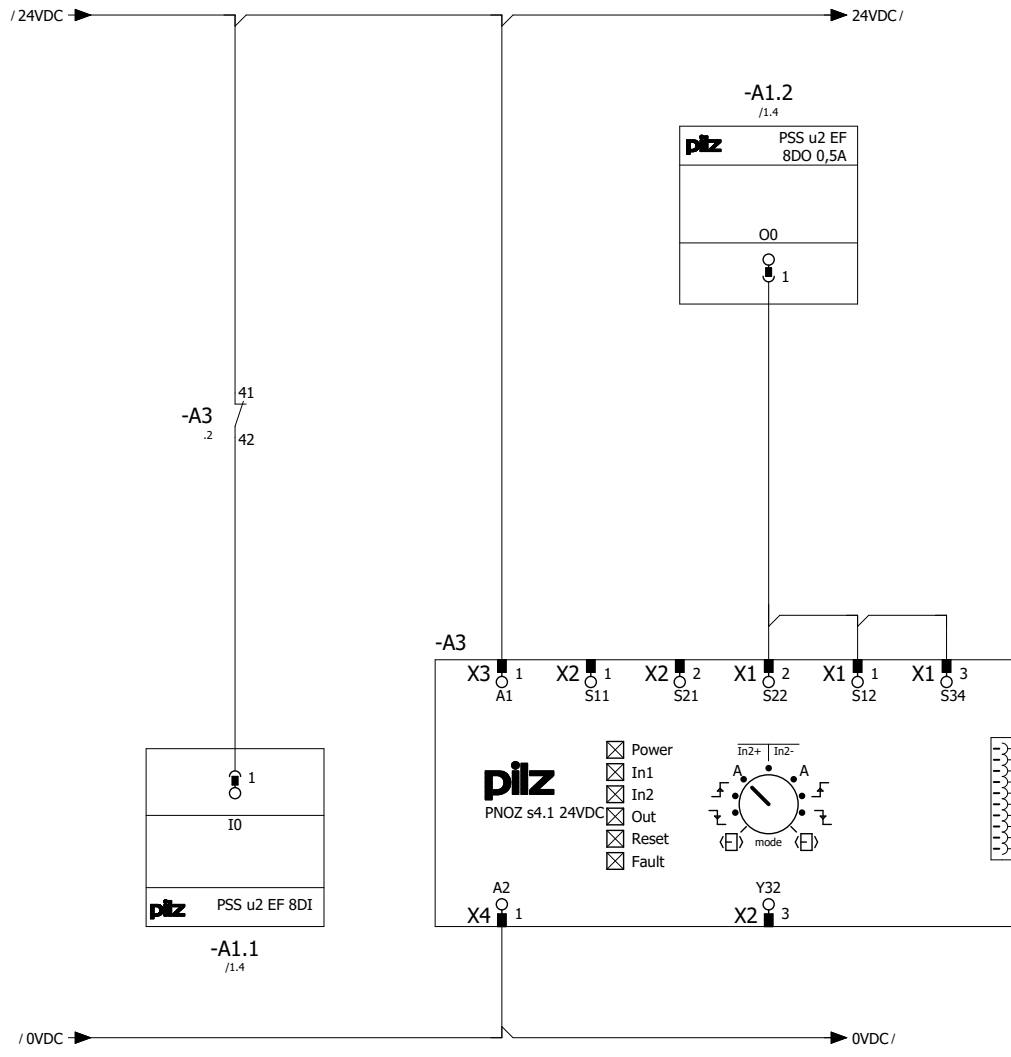 / 24VDC
24VDC /
-A1.2
/1.4
pilz
PSS u2 EF
8DO 0,5A
O0
1
41
-A3
.2
42
-A3
X3 1 X2 1 X2 2 X1 2 X1 1 X1 3
A1 S11 S21 S22 S12 S34
Power
In1
In2
Out
Reset
Fault
In2+ In2-
A A
mode
pilz
PNOZ s4.1 24VDC
1
I0
pilz PSS u2 EF 8DI
-A1.1
/1.4
A2 Y32
X4 1 X2 3
/ 0VDC
0VDC /